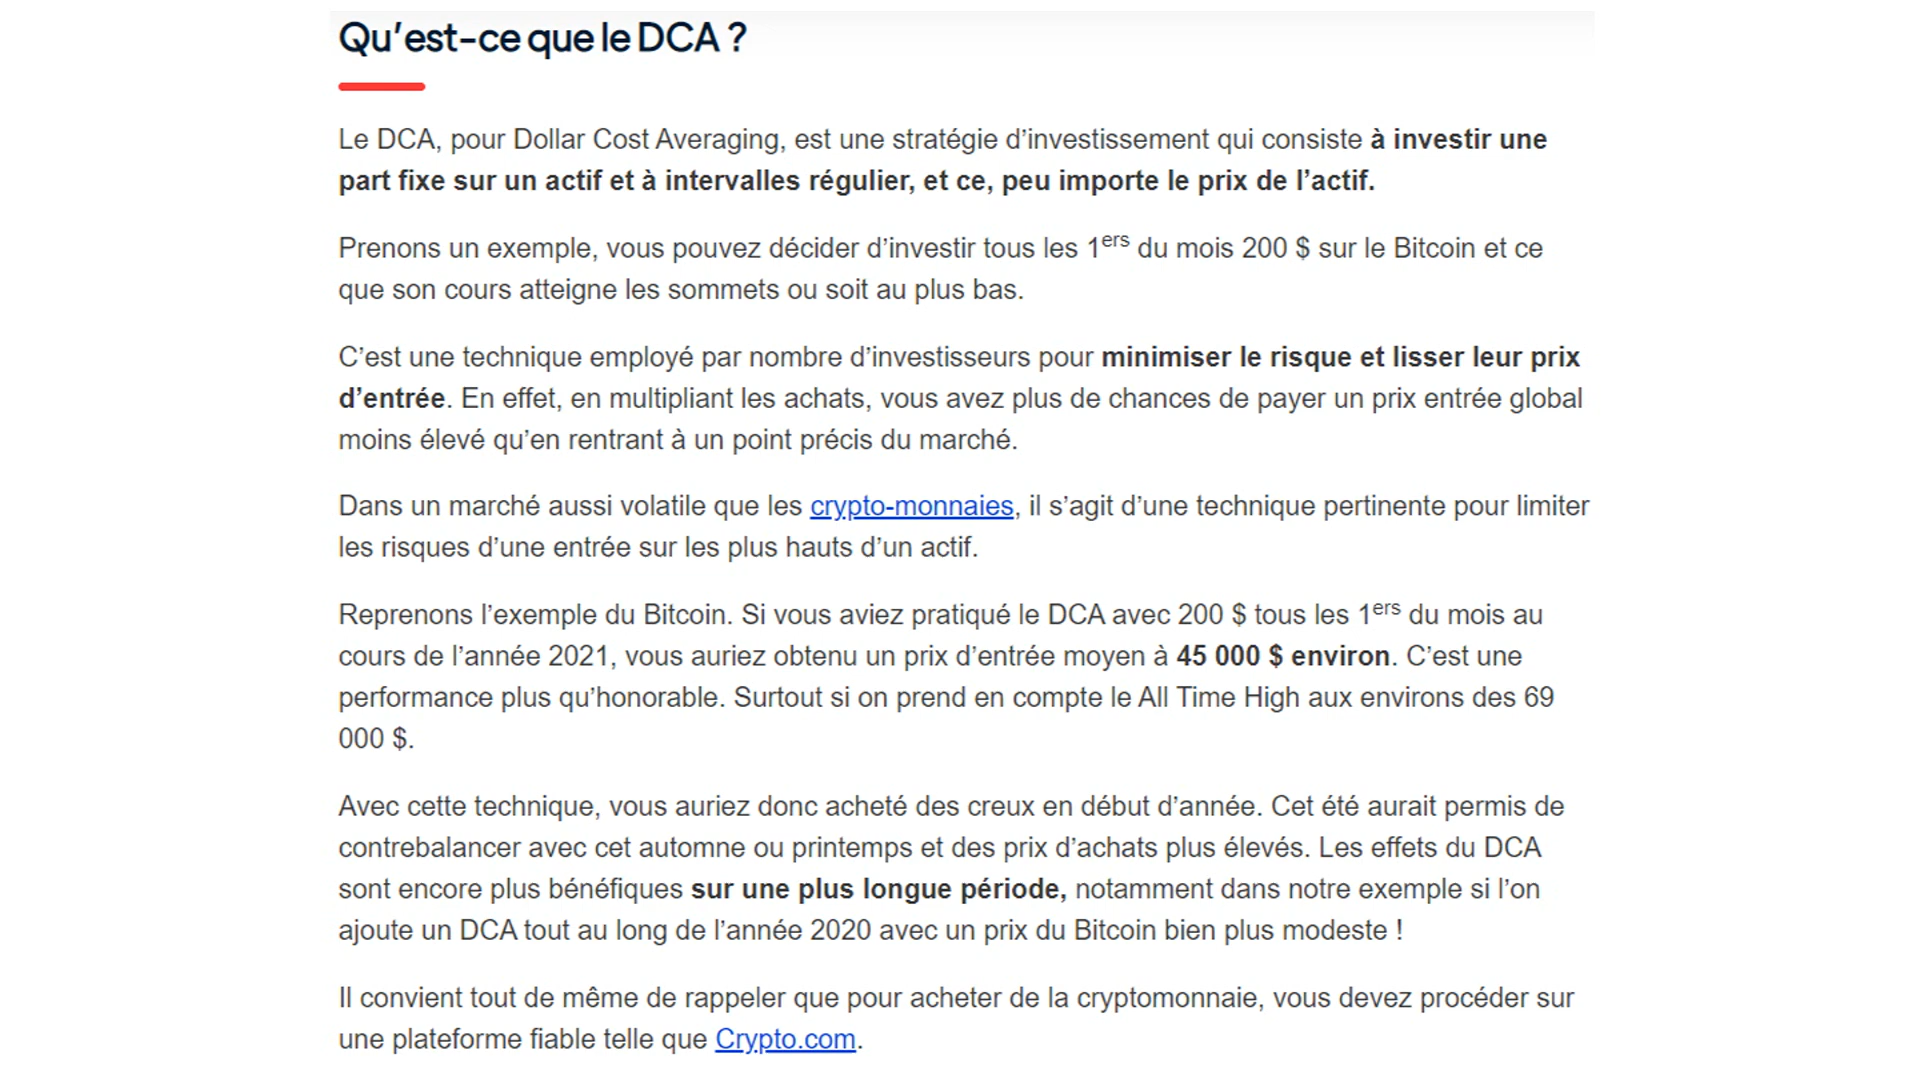 Qu’est-ce que le DCA ?
Le DCA, pour Dollar Cost Averaging, est une stratégie d’investissement qui consiste à investir une
part fixe sur un actif et à intervalles régulier, et ce, peu importe le prix de l’actif.
Prenons un exemple, vous pouvez décider d’investir tous les 1ers du mois 200 $ sur le Bitcoin et ce
que son cours atteigne les sommets ou soit au plus bas.
C’est une technique employé par nombre d’investisseurs pour minimiser le risque et lisser leur prix
d’entrée. En effet, en multipliant les achats, vous avez plus de chances de payer un prix entrée global
moins élevé qu’en rentrant à un point précis du marché.
Dans un marché aussi volatile que les crypto-monnaies, il s’agit d’une technique pertinente pour limiter
les risques d’une entrée sur les plus hauts d’un actif.
Reprenons l’exemple du Bitcoin. Si vous aviez pratiqué le DCA avec 200 $ tous les 1ers du mois au
cours de l’année 2021, vous auriez obtenu un prix d’entrée moyen à 45 000 $ environ. C’est une
performance plus qu’honorable. Surtout si on prend en compte le All Time High aux environs des 69
000 $.
Avec cette technique, vous auriez donc acheté des creux en début d’année. Cet été aurait permis de
contrebalancer avec cet automne ou printemps et des prix d’achats plus élevés. Les effets du DCA
sont encore plus bénéfiques sur une plus longue période, notamment dans notre exemple si l’on
ajoute un DCA tout au long de l’année 2020 avec un prix du Bitcoin bien plus modeste !
Il convient tout de même de rappeler que pour acheter de la cryptomonnaie, vous devez procéder sur
une plateforme fiable telle que Crypto.com.